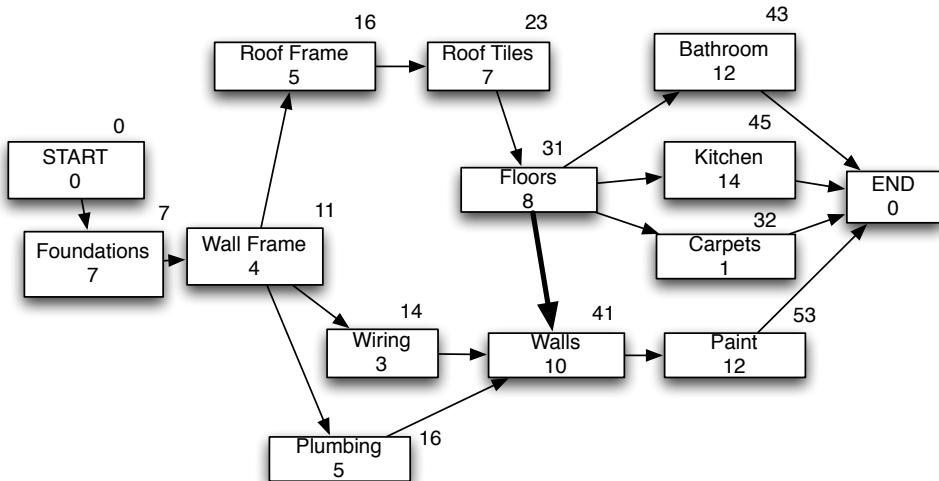 16
Roof Frame
5
23
Roof Tiles
7
43
Bathroom
12
0
START
0
31
Floors
8
45
Kitchen
14
END
0
7
Foundations
7
11
Wall Frame
4
32
Carpets
1
14
Wiring
3
41
Walls
10
53
Paint
12
16
Plumbing
5